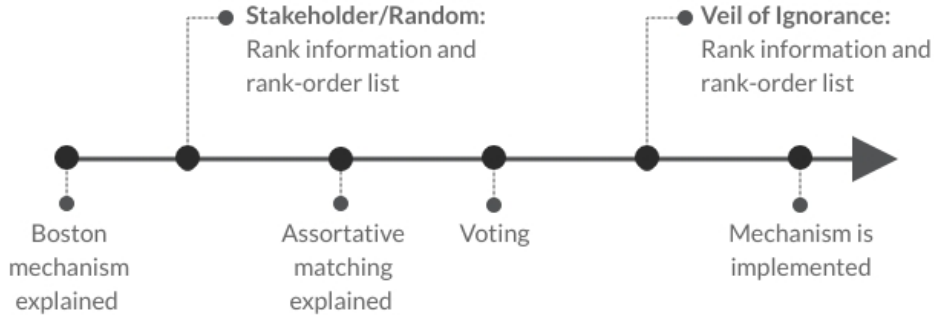 Stakeholder/Random:
Rank information and
rank-order list
Veil of Ignorance:
Rank information and
rank-order list
Boston
mechanism
explained
Assortative
matching
explained
Voting
Mechanism is
implemented